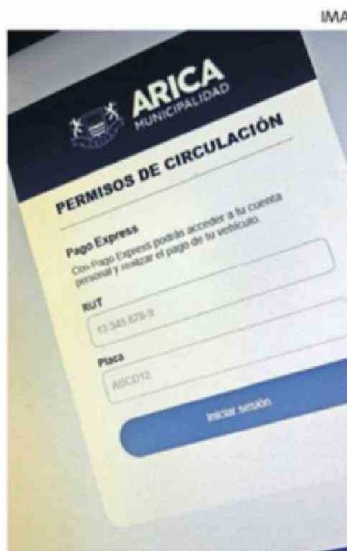 IMA
ARICA
MUNICIPALIDAD
PERMISOS DE CIRCULACIÓN
Pago Express
Con Pago Express podrás acceder a tu cuenta
personal y realizar el pago de tu vehículo.
RUT
Placa
ABCD12
Iniciar sesión